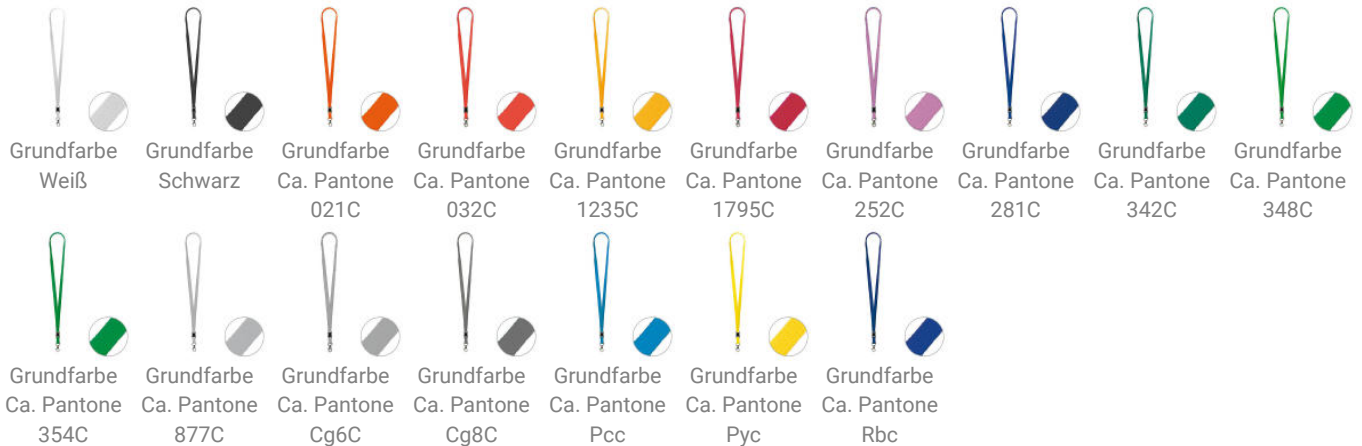 Grundfarbe Weiß
Grundfarbe Schwarz
Grundfarbe Ca. Pantone 021C
Grundfarbe Ca. Pantone 032C
Grundfarbe Ca. Pantone 1235C
Grundfarbe Ca. Pantone 1795C
Grundfarbe Ca. Pantone 252C
Grundfarbe Ca. Pantone 281C
Grundfarbe Ca. Pantone 342C
Grundfarbe Ca. Pantone 348C
Grundfarbe Ca. Pantone 354C
Grundfarbe Ca. Pantone 877C
Grundfarbe Ca. Pantone Cg6C
Grundfarbe Ca. Pantone Cg8C
Grundfarbe Ca. Pantone Pcc
Grundfarbe Ca. Pantone Pyc
Grundfarbe Ca. Pantone Rbc